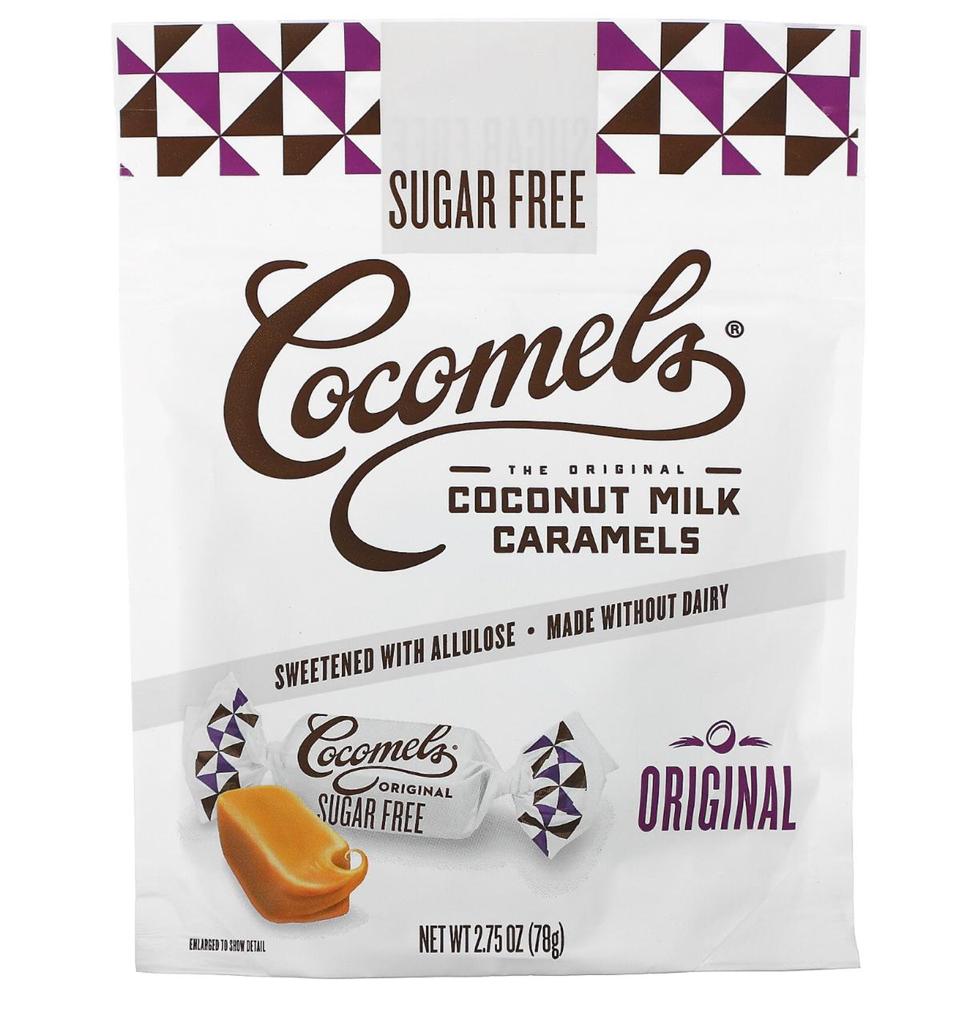 SUGAR FREE
Cocomels®
THE ORIGINAL
COCONUT MILK
CARAMELS
SWEETENED WITH ALLULOSE • MADE WITHOUT DAIRY
Cocomels®
ORIGINAL
SUGAR FREE
ORIGINAL
ENLARGED TO SHOW DETAIL
NET WT 2.75 OZ (78g)